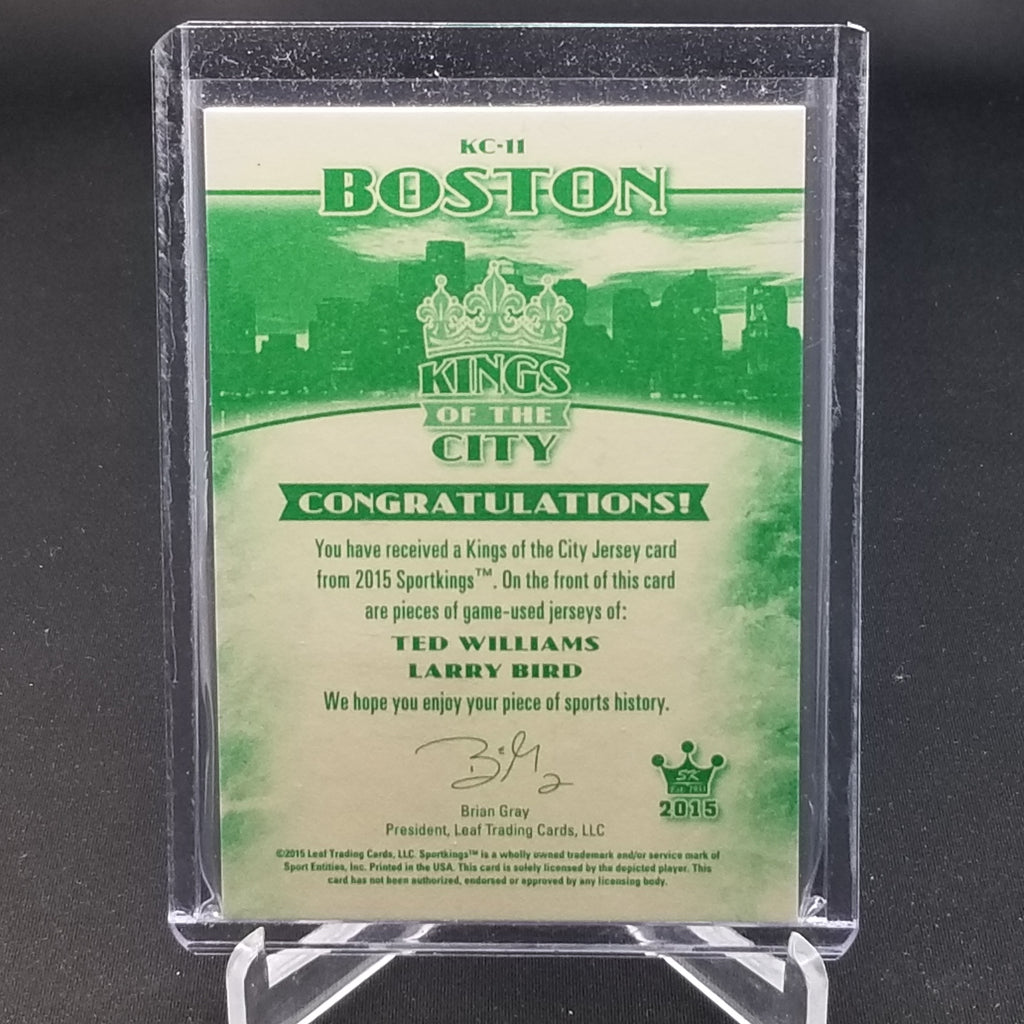 KC-11
BOSTON
KINGS
OF THE
CITY
CONGRATULATIONS!
You have received a Kings of the City Jersey card
from 2015 Sportkings™. On the front of this card
are pieces of game-used jerseys of:
TED WILLIAMS
LARRY BIRD
We hope you enjoy your piece of sports history.
SK
2015
Brian Gray
President, Leaf Trading Cards, LLC
©2015 Leaf Trading Cards, LLC. Sportkings™ is a wholly owned trademark and/or service mark of
Sport Entities, Inc. Printed in the USA. This card is solely licensed by the depicted player. This
card has not been authorized, endorsed or approved by any licensing body.